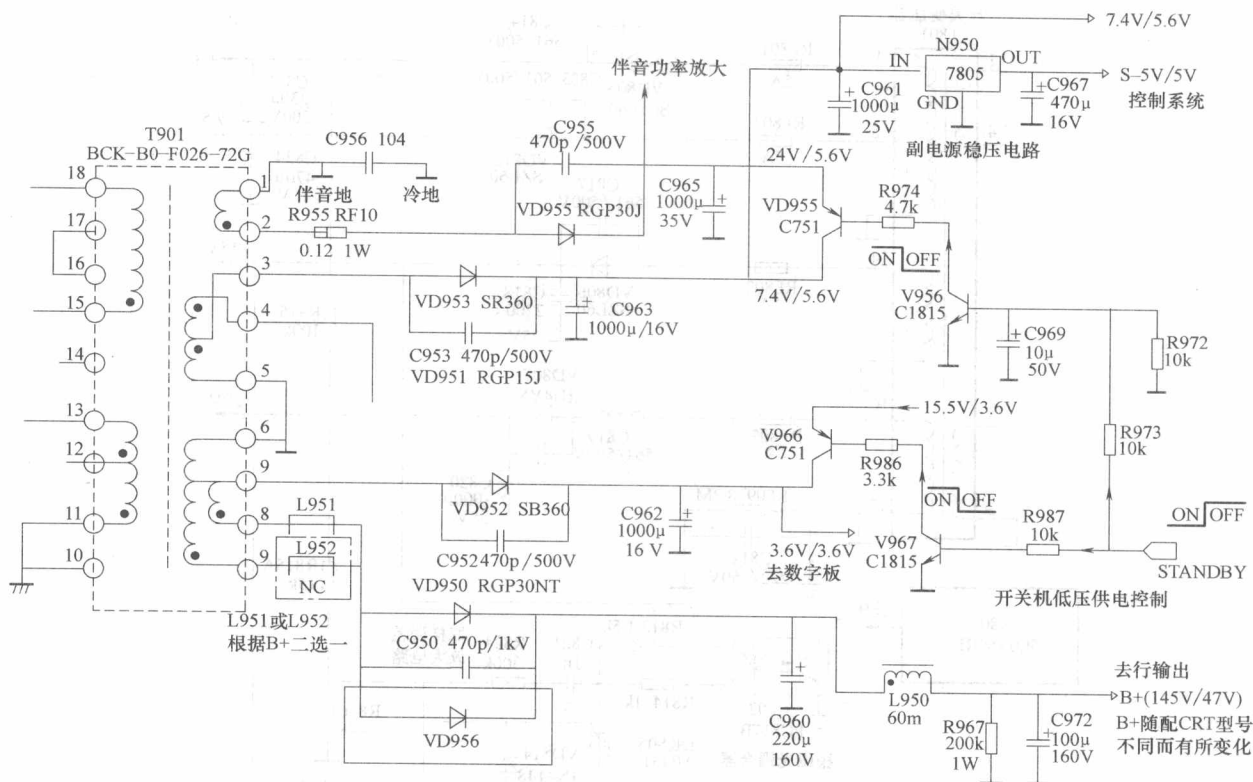 7.4V/5.6V
N950
IN
7805
OUT
GND
C961
1000μ
25V
C967
470μ
16V
S-5V/5V
控制系统
副电源稳压电路
伴音功率放大
T901
BCK-B0-F026-72G
C956 104
伴音地
冷地
C955
470p/500V
R955 RF10
0.12 1W
VD955 RGP30J
C965
1000μ
35V
24V/5.6V
VD955
C751
R974
4.7k
ON
OFF
7.4V/5.6V
V956
C1815
C969
10μ
50V
R972
10k
R973
10k
18
17
16
15
14
13
12
11
10
1
2
3
4
5
6
9
8
9
VD953 SR360
C963
1000μ/16V
C953 470p/500V
VD951 RGP15J
15.5V/3.6V
V966
C751
R986
3.3k
ON
OFF
V967
C1815
R987
10k
ON
OFF
STANDBY
开关机低压供电控制
L951
L952
NC
L951或L952
根据B+二选一
VD952 SB360
C952 470p/500V
VD950 RGP30NT
C962
1000μ
16V
3.6V/3.6V
去数字板
C950 470p/1kV
VD956
C960
220μ
160V
L950
60m
R967
200k
1W
C972
100μ
160V
去行输出
B+(145V/47V)
B+随配CRT型号
不同而有所变化